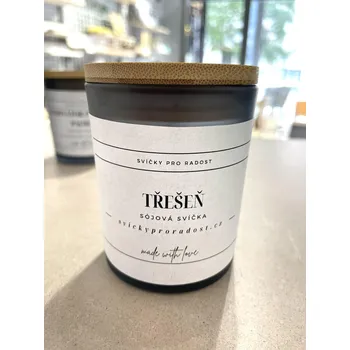 SVÍČKY PRO RADOST
TŘEŠEŇ
SÓJOVÁ SVÍČKA
svickyproradost.cz
made with love